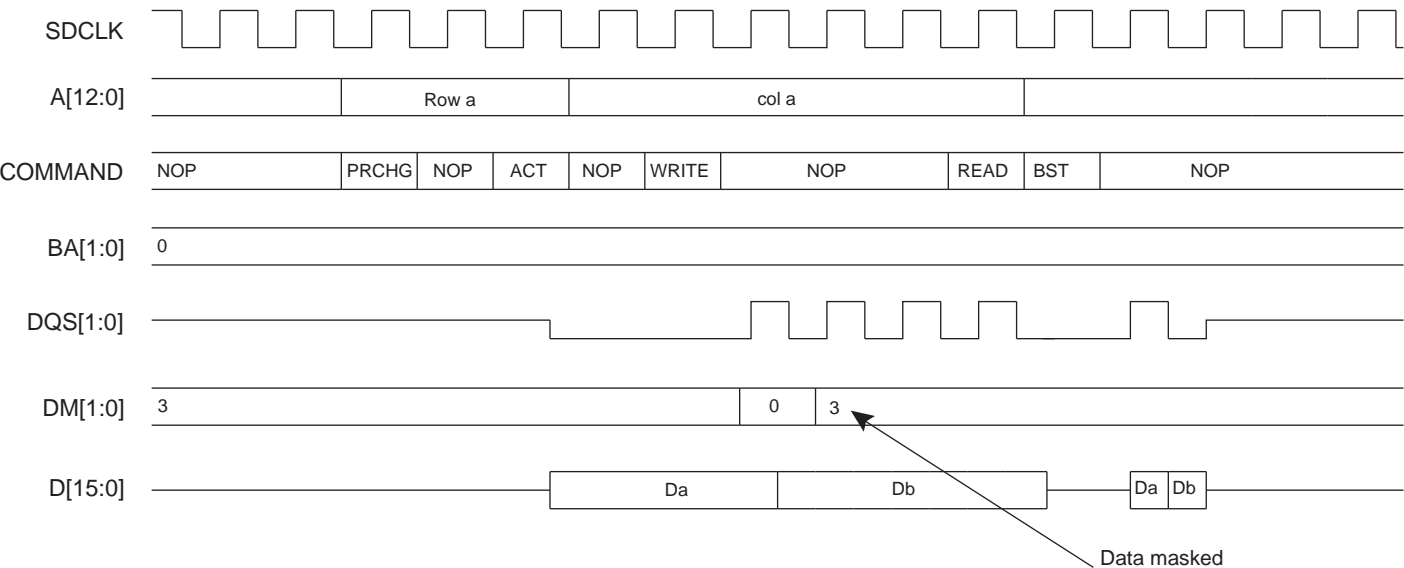 SDCLK
A[12:0] Row a col a
COMMAND NOP PRCHG NOP ACT NOP WRITE NOP READ BST NOP
BA[1:0] 0
DQS[1:0]
DM[1:0] 3 0 3
D[15:0] Da Db Da Db
Data masked